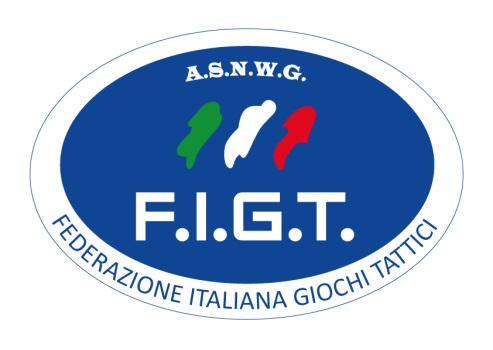 A.S.N.W.G.
F.I.G.T.
FEDERAZIONE ITALIANA GIOCHI TATTICI